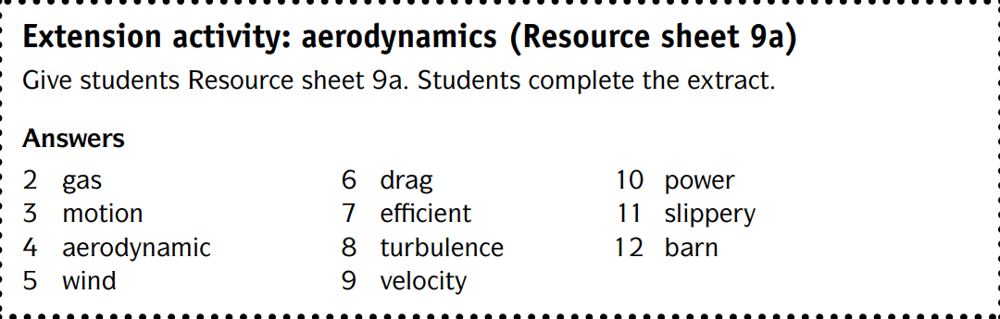 Extension activity: aerodynamics (Resource sheet 9a)
Give students Resource sheet 9a. Students complete the extract.
Answers
2 gas
3 motion
4 aerodynamic
5 wind
6 drag
7 efficient
8 turbulence
9 velocity
10 power
11 slippery
12 barn